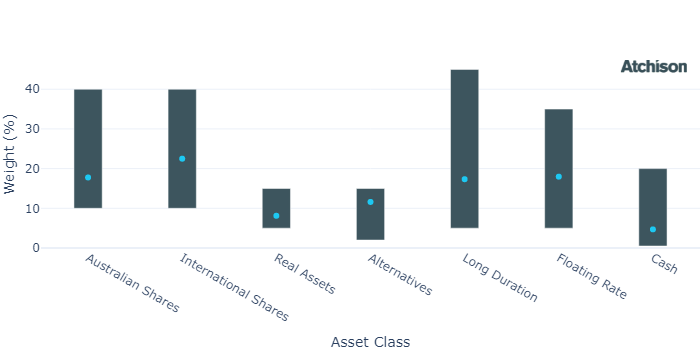 Atchison
Weight (%)
40
30
20
10
0
Australian Shares
International Shares
Real Assets
Alternatives
Long Duration
Floating Rate
Cash
Asset Class